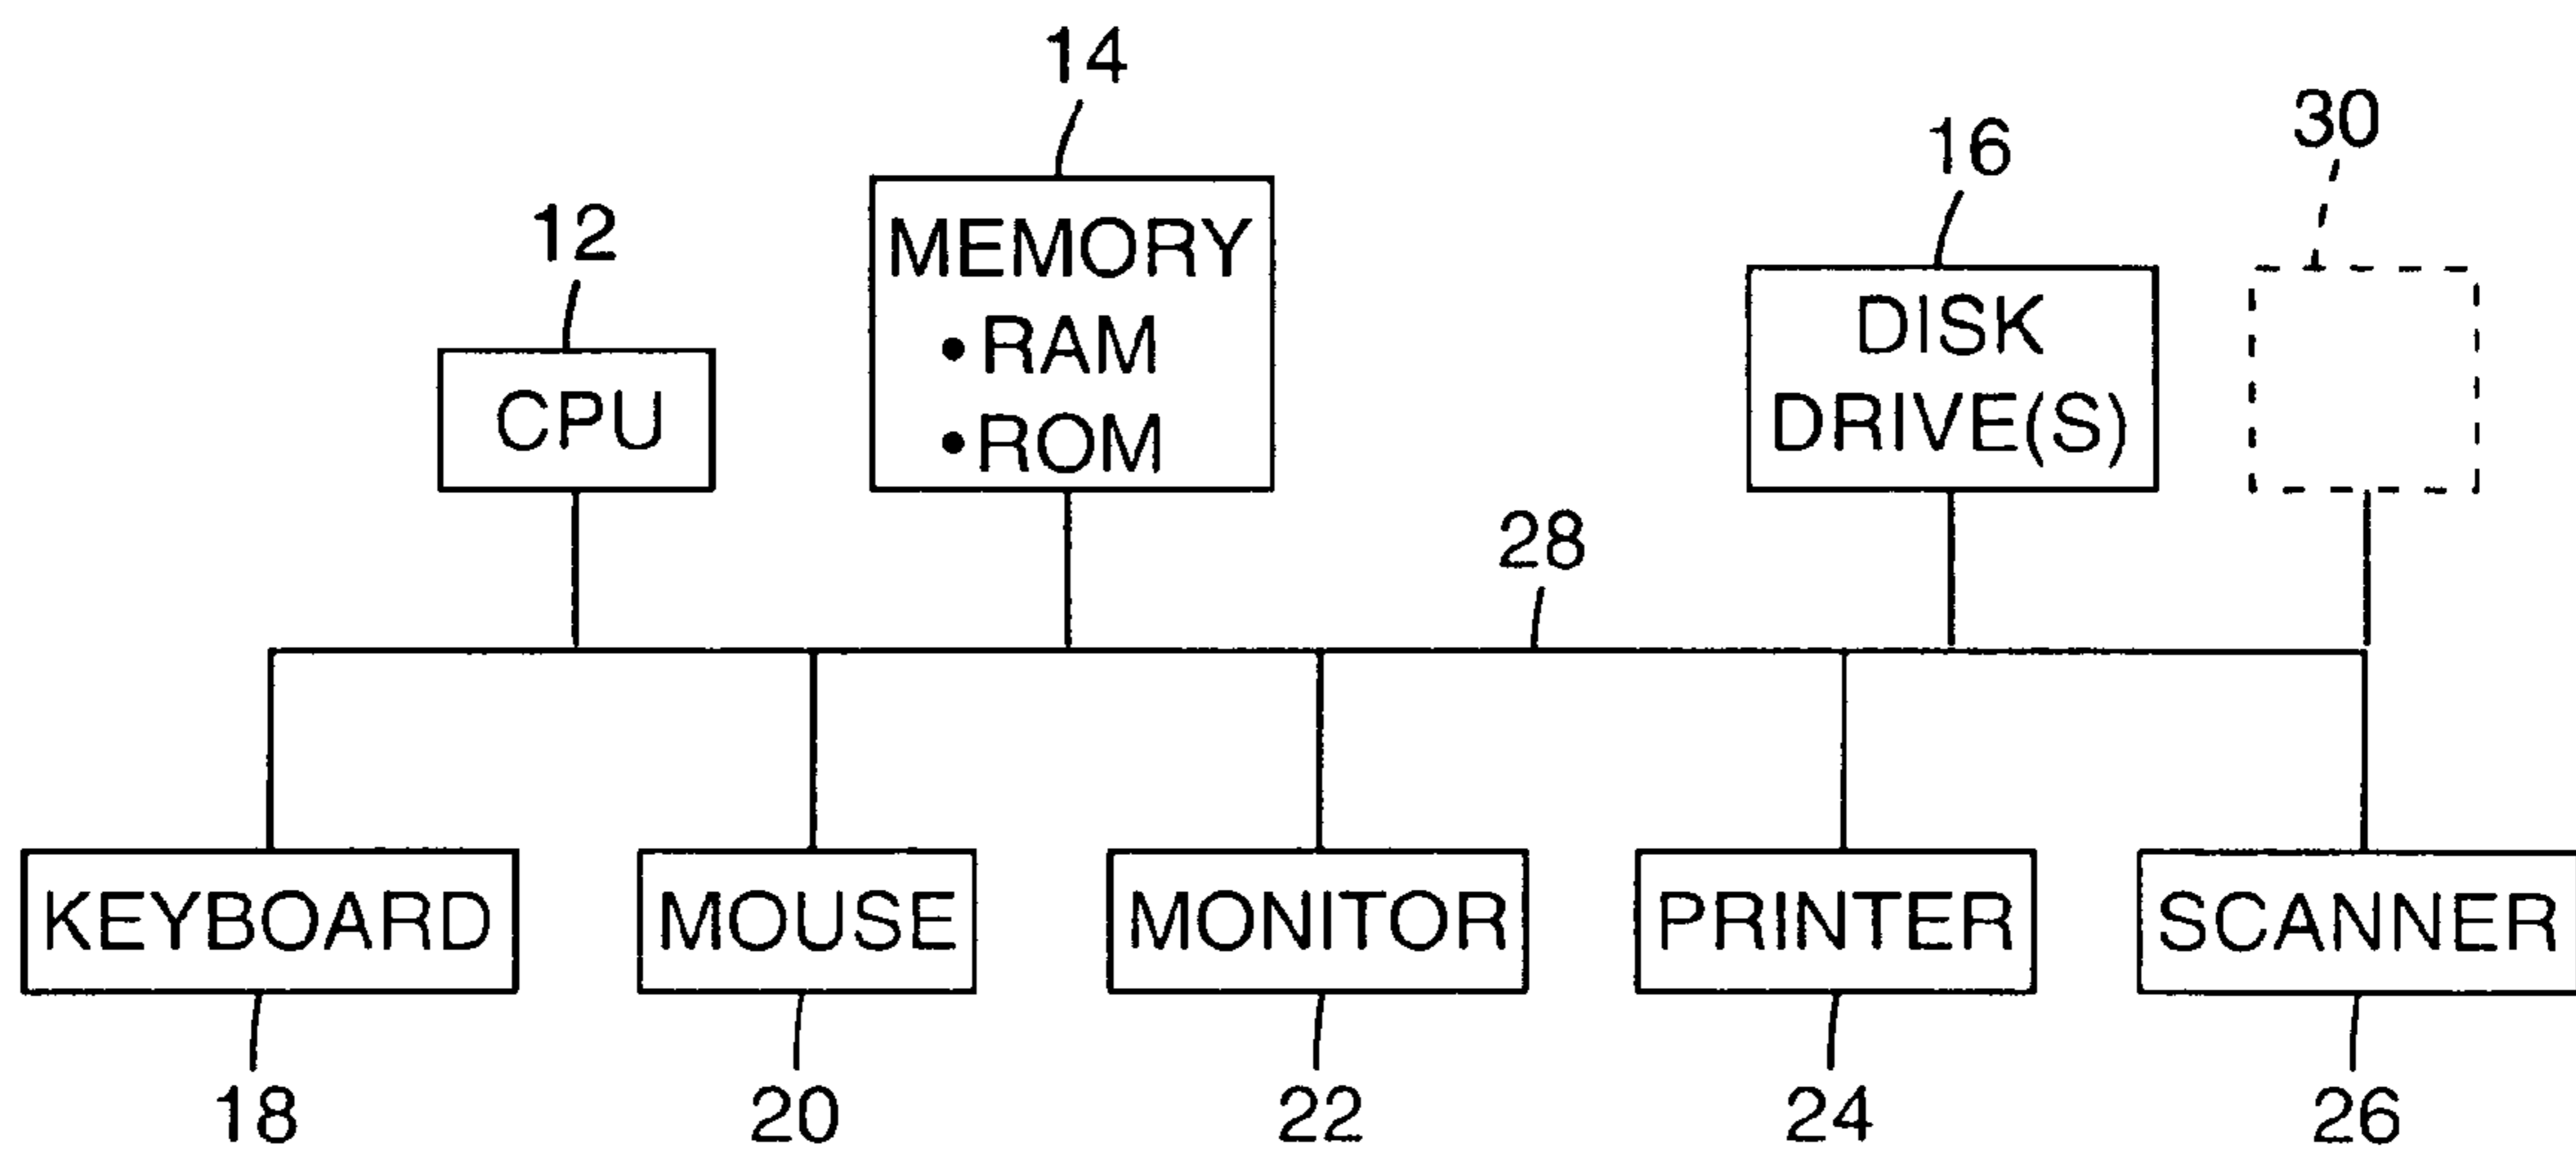 14
30
16
12
MEMORY
• RAM
• ROM
DISK
DRIVE(S)
CPU
28
KEYBOARD
MOUSE
MONITOR
PRINTER
SCANNER
18
20
22
24
26